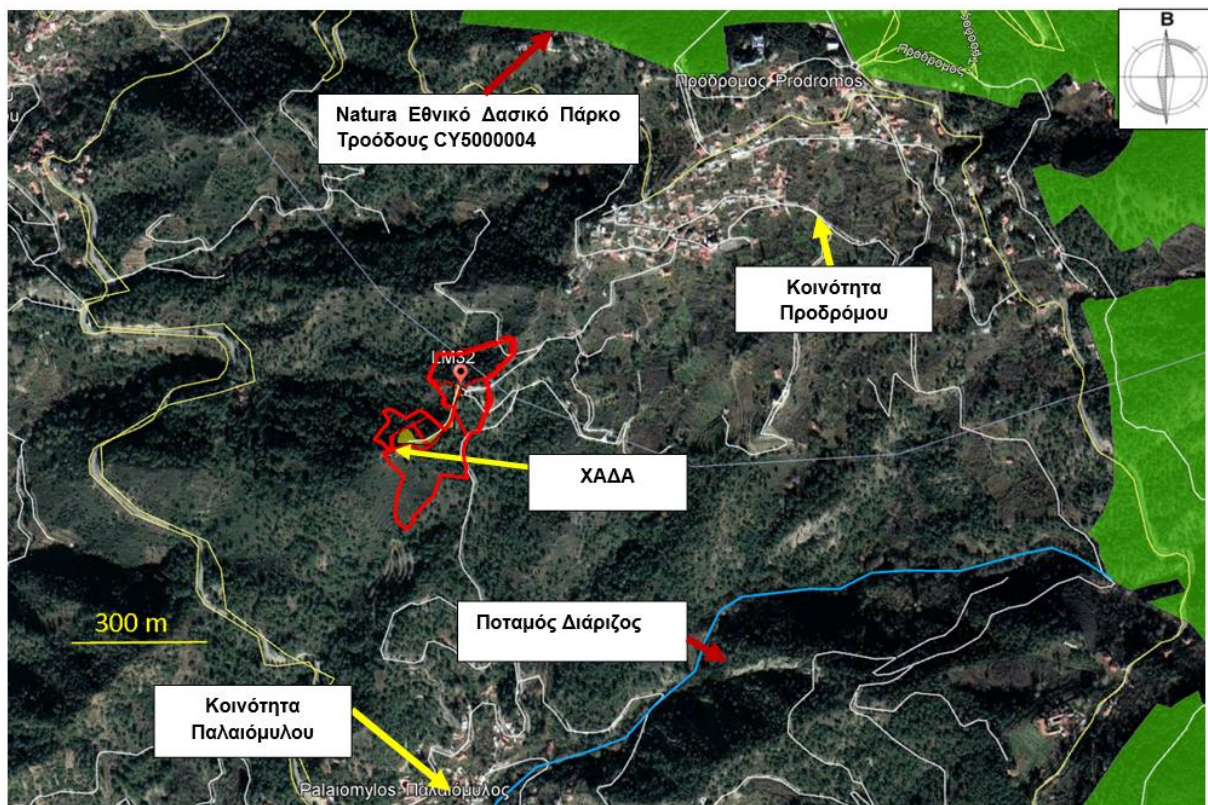 B
Πρόδρομος
Πρόδρομος Prodromos
Natura Εθνικό Δασικό Πάρκο
Τροόδους CY5000004
Κοινότητα
Προδρόμου
LM32
ΧΑΔΑ
300 m
Ποταμός Διάριζος
Κοινότητα
Παλαιόμυλου
Palaiomylos Παλαιόμυλος